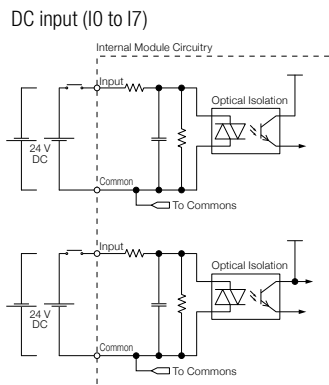 DC input (I0 to I7)
Internal Module Circuitry
Input
Optical Isolation
24 V
DC
Common
To Commons
Input
Optical Isolation
24 V
DC
Common
To Commons